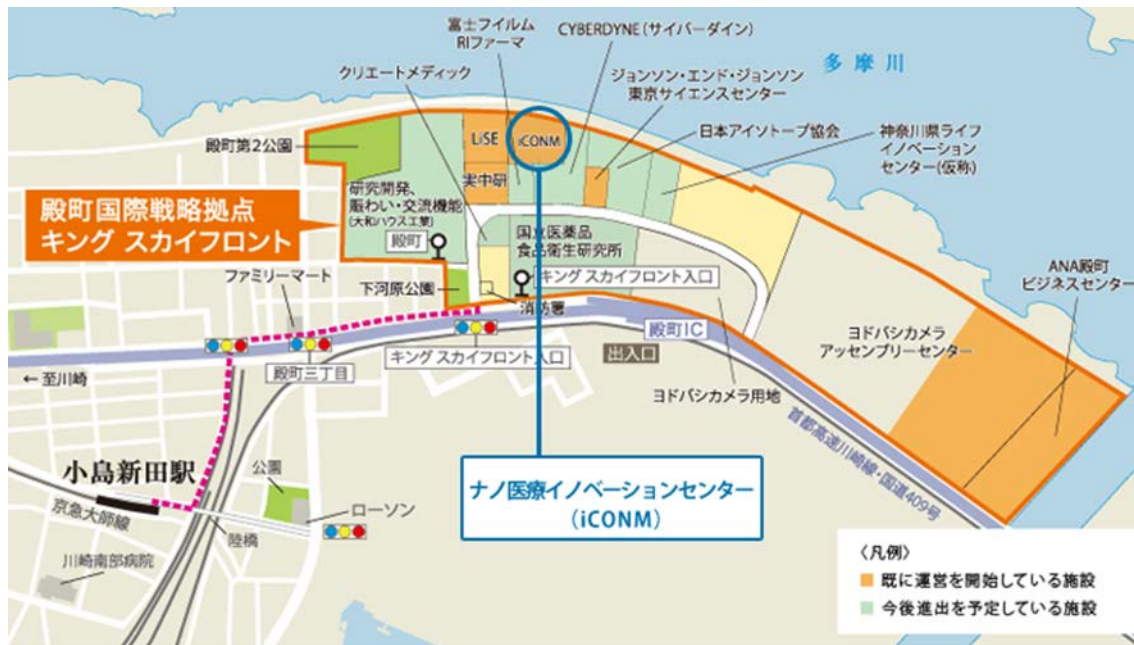 富士フイルム
RIファーマ
CYBERDYNE(サイバーダイン)
クリエートメディック
ジョンソン・エンド・ジョンソン
東京サイエンスセンター
多摩川
殿町第2公園
LiSE
iCONM
日本アイソトープ協会
神奈川県ライフ
イノベーション
センター(仮称)
実中研
研究開発、
賑わい・交流機能
(大和ハウス工業)
殿町国際戦略拠点
キング スカイフロント
殿町
国立医薬品
食品衛生研究所
ファミリーマート
下河原公園
キング スカイフロント入口
消防署
ANA殿町
ビジネスセンター
殿町IC
ヨドバシカメラ
アッセンブリーセンター
殿町三丁目
キング スカイフロント入口
出入口
←至川崎
ヨドバシカメラ用地
首都高速川崎線・国道409号
小島新田駅
公園
ナノ医療イノベーションセンター
(iCONM)
京急大師線
ローソン
陸橋
川崎南部病院
〈凡例〉
既に運営を開始している施設
今後進出を予定している施設